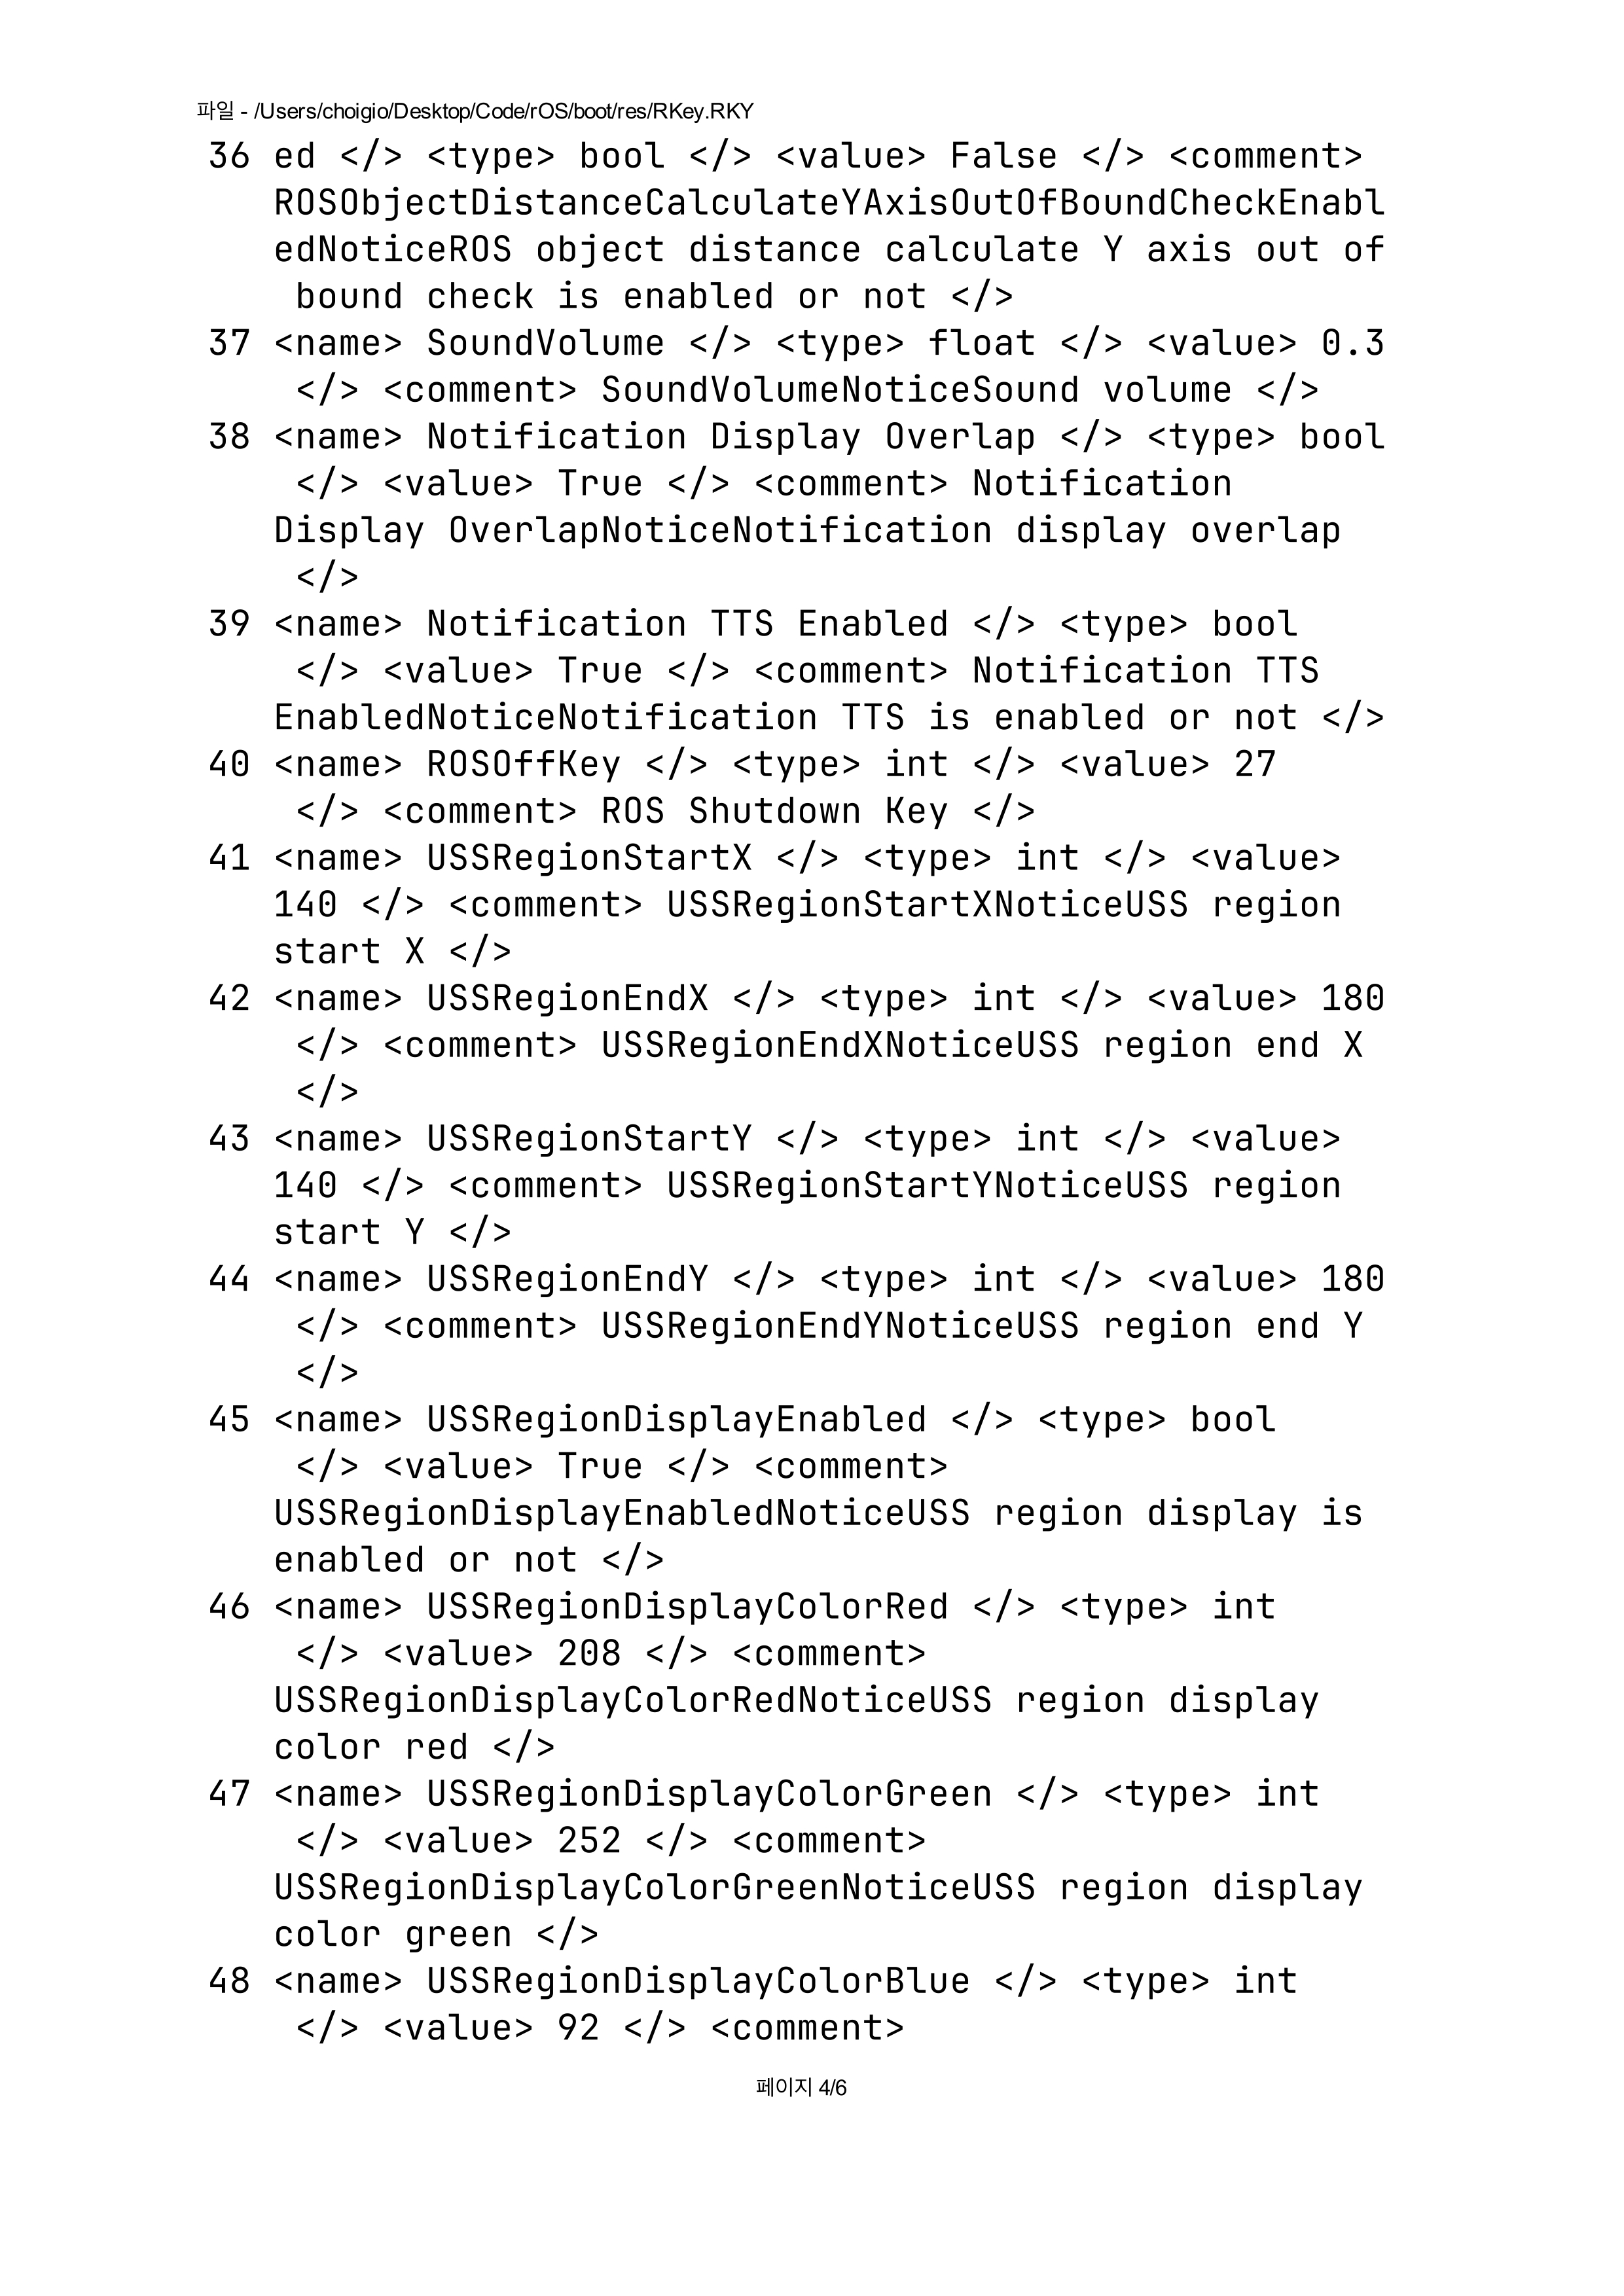 파일 - /Users/choigio/Desktop/Code/rOS/boot/res/RKey.RKY
36 ed </> <type> bool </> <value> False </> <comment>
ROSObjectDistanceCalculateYAxisOutOfBoundCheckEnabl
edNoticeROS object distance calculate Y axis out of
bound check is enabled or not </>
37 <name> SoundVolume </> <type> float </> <value> 0.3
</> <comment> SoundVolumeNoticeSound volume </>
38 <name> Notification Display Overlap </> <type> bool
</> <value> True </> <comment> Notification
Display OverlapNoticeNotification display overlap
</>
39 <name> Notification TTS Enabled </> <type> bool
</> <value> True </> <comment> Notification TTS
EnabledNoticeNotification TTS is enabled or not </>
40 <name> ROSOffKey </> <type> int </> <value> 27
</> <comment> ROS Shutdown Key </>
41 <name> USSRegionStartX </> <type> int </> <value>
140 </> <comment> USSRegionStartXNoticeUSS region
start X </>
42 <name> USSRegionEndX </> <type> int </> <value> 180
</> <comment> USSRegionEndXNoticeUSS region end X
</>
43 <name> USSRegionStartY </> <type> int </> <value>
140 </> <comment> USSRegionStartYNoticeUSS region
start Y </>
44 <name> USSRegionEndY </> <type> int </> <value> 180
</> <comment> USSRegionEndYNoticeUSS region end Y
</>
45 <name> USSRegionDisplayEnabled </> <type> bool
</> <value> True </> <comment>
USSRegionDisplayEnabledNoticeUSS region display is
enabled or not </>
46 <name> USSRegionDisplayColorRed </> <type> int
</> <value> 208 </> <comment>
USSRegionDisplayColorRedNoticeUSS region display
color red </>
47 <name> USSRegionDisplayColorGreen </> <type> int
</> <value> 252 </> <comment>
USSRegionDisplayColorGreenNoticeUSS region display
color green </>
48 <name> USSRegionDisplayColorBlue </> <type> int
</> <value> 92 </> <comment>
페이지 4/6